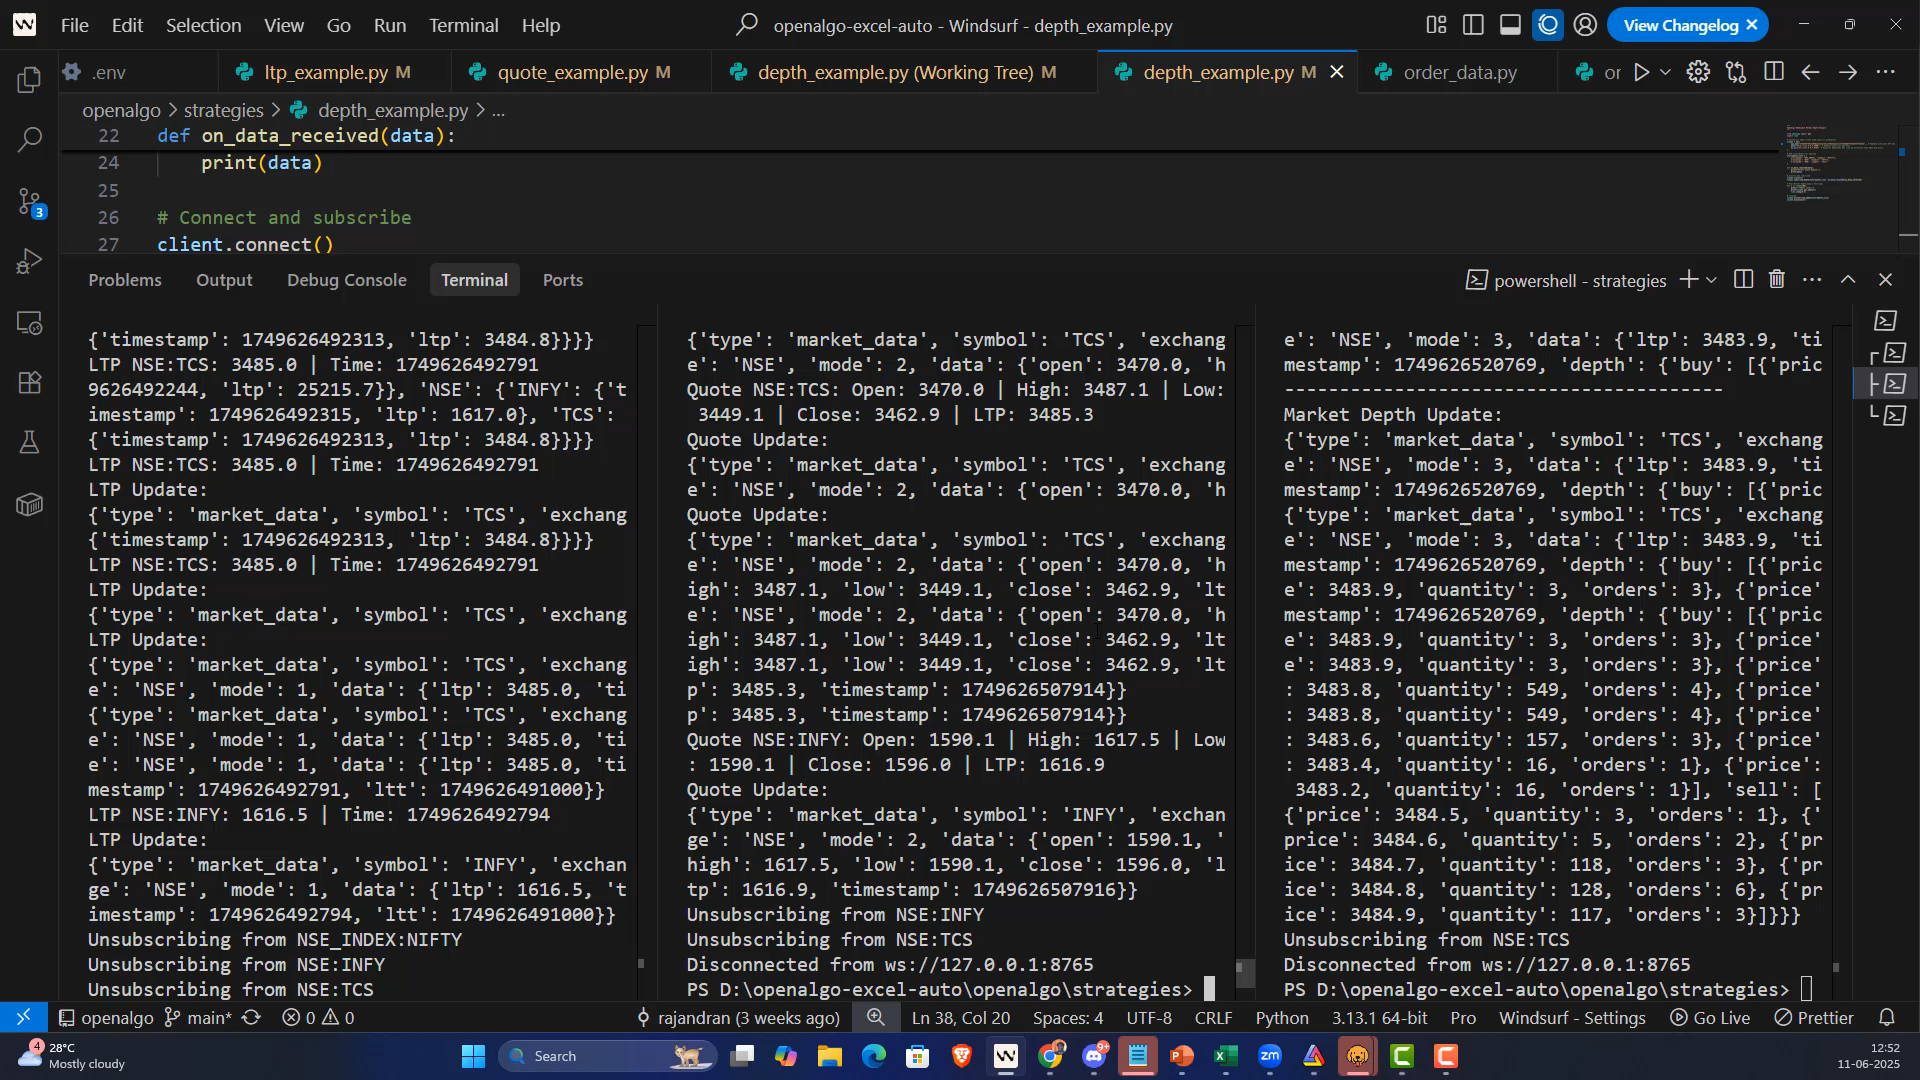 File Edit Selection View Go Run Terminal Help
openalgo-excel-auto - Windsurf - depth_example.py
View Changelog ×
.env
ltp_example.py M
quote_example.py M
depth_example.py (Working Tree) M
depth_example.py M
order_data.py
or
openalgo > strategies > depth_example.py > ...
22 def on_data_received(data):
24 print(data)
25
26 # Connect and subscribe
27 client.connect()
Problems Output Debug Console Terminal Ports
powershell - strategies
{'timestamp': 1749626492313, 'ltp': 3484.8}}}}
LTP NSE:TCS: 3485.0 | Time: 1749626492791
9626492244, 'ltp': 25215.7}}, 'NSE': {'INFY': {'t
imestamp': 1749626492315, 'ltp': 1617.0}, 'TCS':
{'timestamp': 1749626492313, 'ltp': 3484.8}}}}
LTP NSE:TCS: 3485.0 | Time: 1749626492791
LTP Update:
{'type': 'market_data', 'symbol': 'TCS', 'exchang
{'timestamp': 1749626492313, 'ltp': 3484.8}}}}
LTP NSE:TCS: 3485.0 | Time: 1749626492791
LTP Update:
{'type': 'market_data', 'symbol': 'TCS', 'exchang
LTP Update:
{'type': 'market_data', 'symbol': 'TCS', 'exchang
e': 'NSE', 'mode': 1, 'data': {'ltp': 3485.0, 'ti
{'type': 'market_data', 'symbol': 'TCS', 'exchang
e': 'NSE', 'mode': 1, 'data': {'ltp': 3485.0, 'ti
e': 'NSE', 'mode': 1, 'data': {'ltp': 3485.0, 'ti
mestamp': 1749626492791, 'ltt': 1749626491000}}
LTP NSE:INFY: 1616.5 | Time: 1749626492794
LTP Update:
{'type': 'market_data', 'symbol': 'INFY', 'exchan
ge': 'NSE', 'mode': 1, 'data': {'ltp': 1616.5, 't
imestamp': 1749626492794, 'ltt': 1749626491000}}
Unsubscribing from NSE_INDEX:NIFTY
Unsubscribing from NSE:INFY
Unsubscribing from NSE:TCS
{'type': 'market_data', 'symbol': 'TCS', 'exchang
e': 'NSE', 'mode': 2, 'data': {'open': 3470.0, 'h
Quote NSE:TCS: Open: 3470.0 | High: 3487.1 | Low:
3449.1 | Close: 3462.9 | LTP: 3485.3
Quote Update:
{'type': 'market_data', 'symbol': 'TCS', 'exchang
e': 'NSE', 'mode': 2, 'data': {'open': 3470.0, 'h
Quote Update:
{'type': 'market_data', 'symbol': 'TCS', 'exchang
e': 'NSE', 'mode': 2, 'data': {'open': 3470.0, 'h
igh': 3487.1, 'low': 3449.1, 'close': 3462.9, 'lt
e': 'NSE', 'mode': 2, 'data': {'open': 3470.0, 'h
igh': 3487.1, 'low': 3449.1, 'close': 3462.9, 'lt
igh': 3487.1, 'low': 3449.1, 'close': 3462.9, 'lt
p': 3485.3, 'timestamp': 1749626507914}}
p': 3485.3, 'timestamp': 1749626507914}}
Quote NSE:INFY: Open: 1590.1 | High: 1617.5 | Low
: 1590.1 | Close: 1596.0 | LTP: 1616.9
Quote Update:
{'type': 'market_data', 'symbol': 'INFY', 'exchan
ge': 'NSE', 'mode': 2, 'data': {'open': 1590.1, '
high': 1617.5, 'low': 1590.1, 'close': 1596.0, 'l
tp': 1616.9, 'timestamp': 1749626507916}}
Unsubscribing from NSE:INFY
Unsubscribing from NSE:TCS
Disconnected from ws://127.0.0.1:8765
PS D:\openalgo-excel-auto\openalgo\strategies>
e': 'NSE', 'mode': 3, 'data': {'ltp': 3483.9, 'ti
mestamp': 1749626520769, 'depth': {'buy': [{'pric
----------------------------------------
Market Depth Update:
{'type': 'market_data', 'symbol': 'TCS', 'exchang
e': 'NSE', 'mode': 3, 'data': {'ltp': 3483.9, 'ti
mestamp': 1749626520769, 'depth': {'buy': [{'pric
{'type': 'market_data', 'symbol': 'TCS', 'exchang
e': 'NSE', 'mode': 3, 'data': {'ltp': 3483.9, 'ti
mestamp': 1749626520769, 'depth': {'buy': [{'pric
e': 3483.9, 'quantity': 3, 'orders': 3}, {'price'
mestamp': 1749626520769, 'depth': {'buy': [{'pric
e': 3483.9, 'quantity': 3, 'orders': 3}, {'price'
e': 3483.9, 'quantity': 3, 'orders': 3}, {'price'
: 3483.8, 'quantity': 549, 'orders': 4}, {'price'
: 3483.8, 'quantity': 549, 'orders': 4}, {'price'
: 3483.6, 'quantity': 157, 'orders': 3}, {'price'
: 3483.4, 'quantity': 16, 'orders': 1}, {'price':
3483.2, 'quantity': 16, 'orders': 1}], 'sell': [
{'price': 3484.5, 'quantity': 3, 'orders': 1}, {'
price': 3484.6, 'quantity': 5, 'orders': 2}, {'pr
ice': 3484.7, 'quantity': 118, 'orders': 3}, {'pr
ice': 3484.8, 'quantity': 128, 'orders': 6}, {'pr
ice': 3484.9, 'quantity': 117, 'orders': 3}]}}}
Unsubscribing from NSE:TCS
Disconnected from ws://127.0.0.1:8765
PS D:\openalgo-excel-auto\openalgo\strategies>
3
openalgo main* 0 0 rajandran (3 weeks ago) Ln 38, Col 20 Spaces: 4 UTF-8 CRLF Python 3.13.1 64-bit Pro Windsurf - Settings Go Live Prettier
4
28°C
Mostly cloudy
Search
9+
zm
12:52
11-06-2025